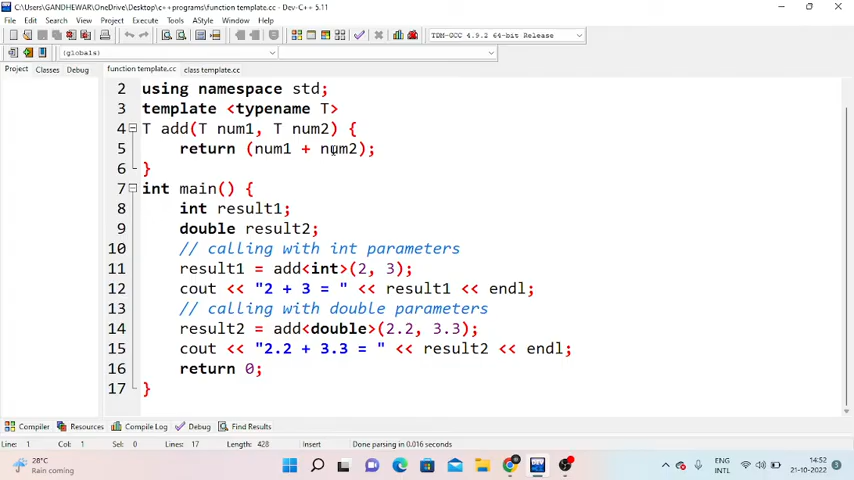 C:\Users\GANDHEWAR\OneDrive\Desktop\c++programs\function template.cc - Dev-C++ 5.11
File Edit Search View Project Execute Tools AStyle Window Help
TDM-GCC 4.9.2 64-bit Release
(globals)
Project Classes Debug function template.cc class template.cc
2 using namespace std;
3 template <typename T>
4 T add(T num1, T num2) {
5 return (num1 + num2);
6 }
7 int main() {
8 int result1;
9 double result2;
10 // calling with int parameters
11 result1 = add<int>(2, 3);
12 cout << "2 + 3 = " << result1 << endl;
13 // calling with double parameters
14 result2 = add<double>(2.2, 3.3);
15 cout << "2.2 + 3.3 = " << result2 << endl;
16 return 0;
17 }
Compiler Resources Compile Log Debug Find Results
Line: 1 Col: 1 Sel: 0 Lines: 17 Length: 428 Insert Done parsing in 0.016 seconds
28°C
Rain coming
ENG
INTL
14:52
21-10-2022